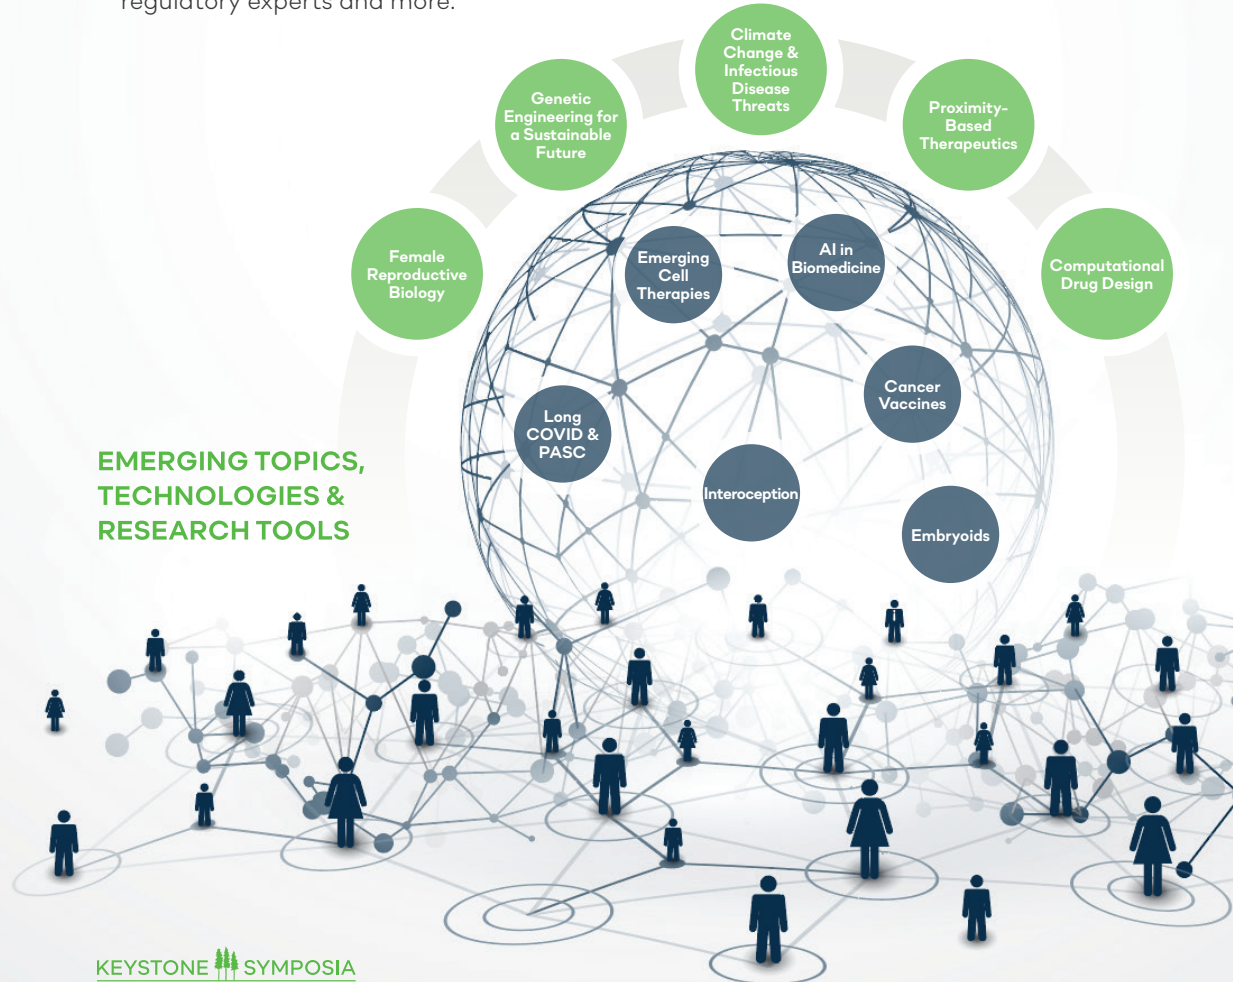 regulatory experts and more.
Climate
Change &
Infectious
Disease
Threats
Genetic
Engineering for
a Sustainable
Future
Proximity-
Based
Therapeutics
Female
Reproductive
Biology
Emerging
Cell
Therapies
AI in
Biomedicine
Computational
Drug Design
Cancer
Vaccines
Long
COVID &
PASC
EMERGING TOPICS,
TECHNOLOGIES &
RESEARCH TOOLS
Interoception
Embryoids
KEYSTONE SYMPOSIA